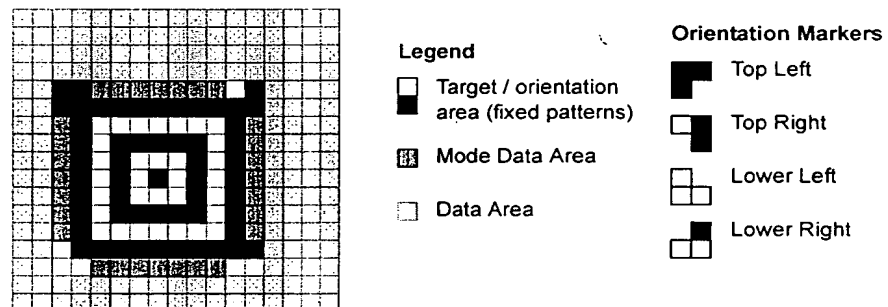 Legend
Target / orientation
area (fixed patterns)
Mode Data Area
Data Area
Orientation Markers
Top Left
Top Right
Lower Left
Lower Right